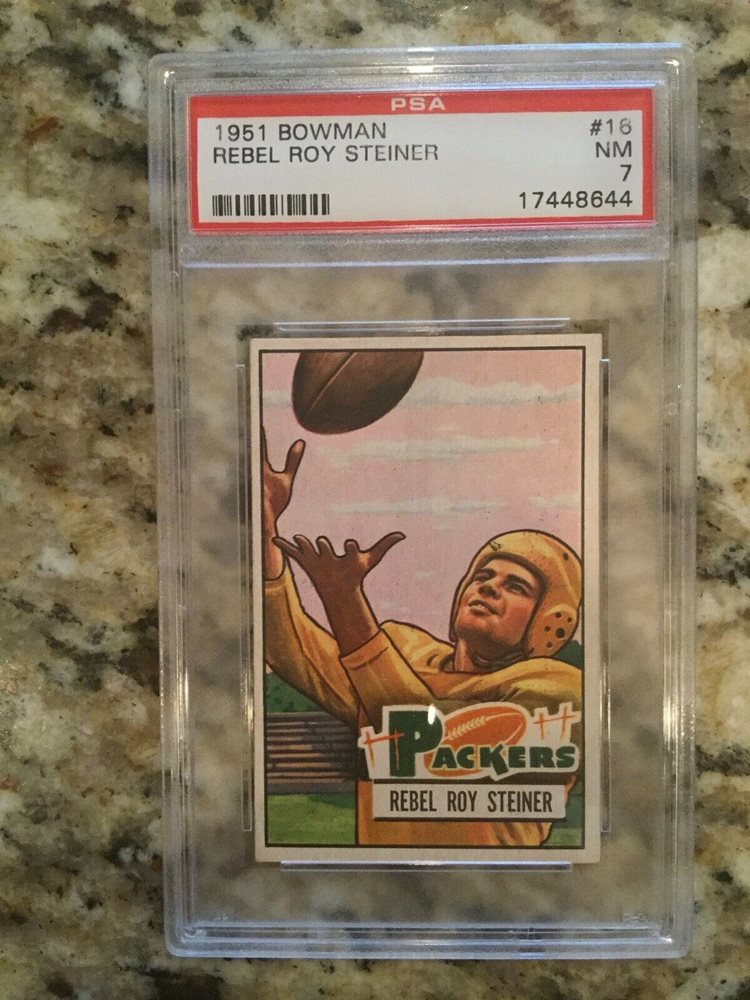 PSA
1951 BOWMAN #16
REBEL ROY STEINER NM
7
17448644
PACKERS
REBEL ROY STEINER